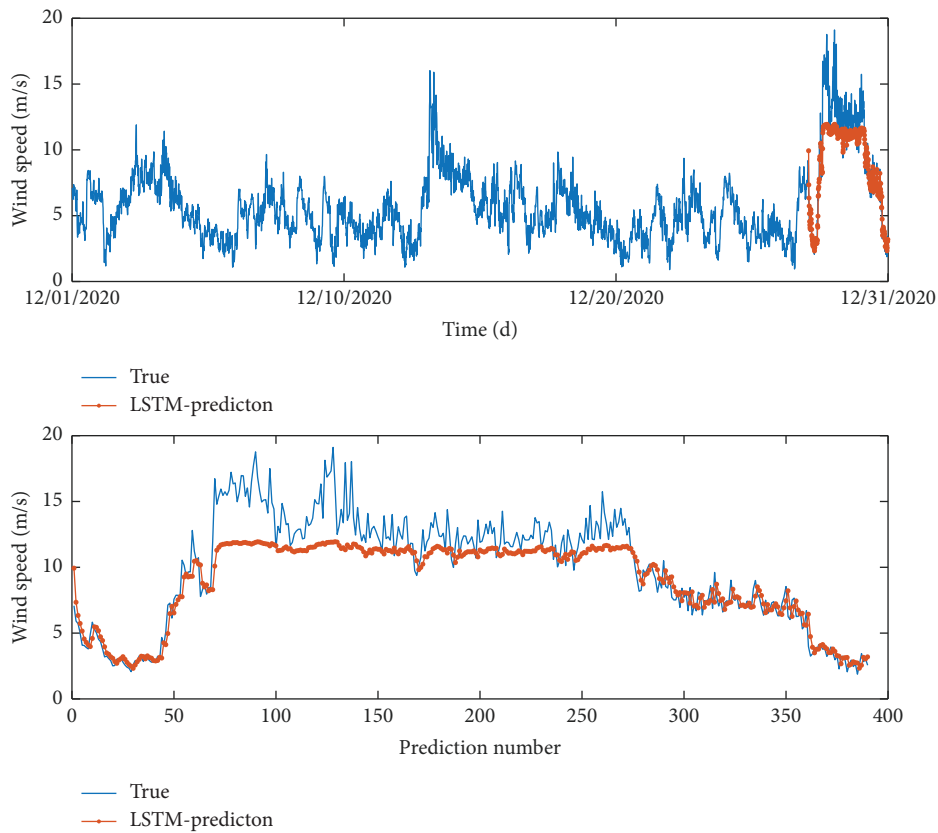 20
15
10
5
0
Wind speed (m/s)
12/01/2020 12/10/2020 12/20/2020 12/31/2020
Time (d)
True
LSTM-predicton
20
15
10
5
0
Wind speed (m/s)
0 50 100 150 200 250 300 350 400
Prediction number
True
LSTM-predicton